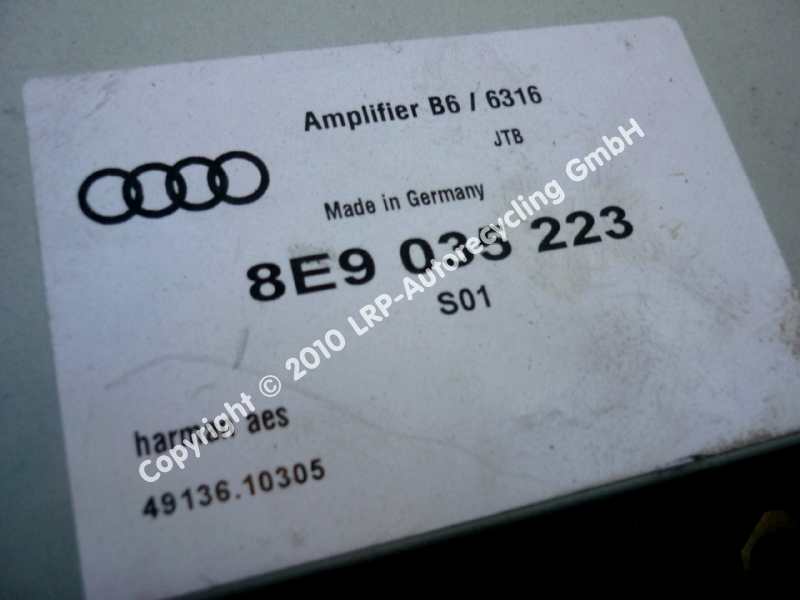 Amplifier B6 / 6316
JTB
Made in Germany
8E9 035 223
S01
harman aes
49136.10305
Copyright © 2010 LRP-Autorecycling GmbH